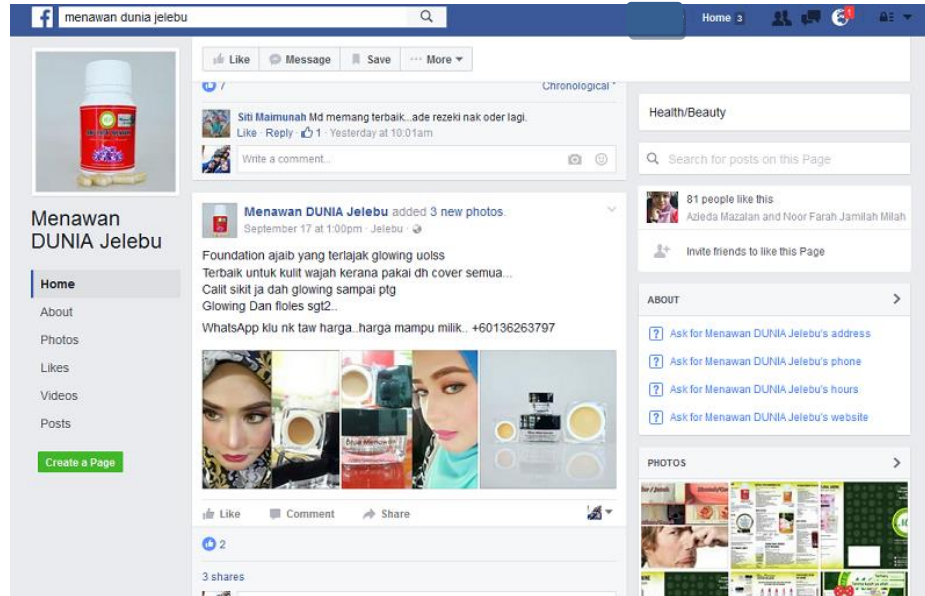 menawan dunia jelebu
Home 3
1
Like
Message
Save
More
7
Chronological
Siti Maimunah Md memang terbaik...ade rezeki nak oder lagi.
Like · Reply · 1 · Yesterday at 10:01am
Write a comment...
Menawan DUNIA Jelebu added 3 new photos.
September 17 at 1:00pm · Jelebu ·
Foundation ajaib yang terlajak glowing uolss
Terbaik untuk kulit wajah kerana pakai dh cover semua...
Calit sikit ja dah glowing sampai ptg
Glowing Dan floles sgt2..
WhatsApp klu nk taw harga..harga mampu milik.. +60136263797
Like
Comment
Share
2
3 shares
Menawan
DUNIA Jelebu
Home
About
Photos
Likes
Videos
Posts
Create a Page
Health/Beauty
Search for posts on this Page
81 people like this
Azieda Mazalan and Noor Farah Jamilah Milah
Invite friends to like this Page
ABOUT
Ask for Menawan DUNIA Jelebu's address
Ask for Menawan DUNIA Jelebu's phone
Ask for Menawan DUNIA Jelebu's hours
Ask for Menawan DUNIA Jelebu's website
PHOTOS